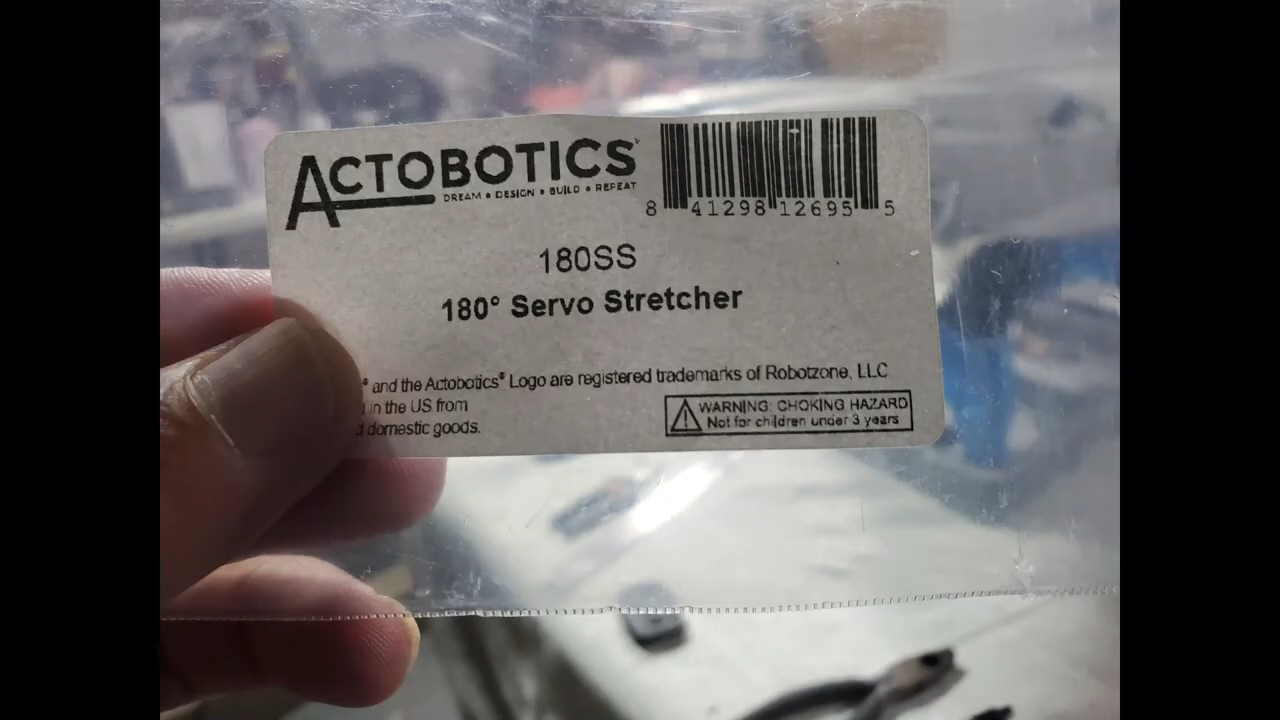 ACTOBOTICS®
DREAM • DESIGN • BUILD • REPEAT
8 41298 12695 5
180SS
180° Servo Stretcher
® and the Actobotics® Logo are registered trademarks of Robotzone, LLC.
in the US from
domestic goods.
WARNING: CHOKING HAZARD
Not for children under 3 years